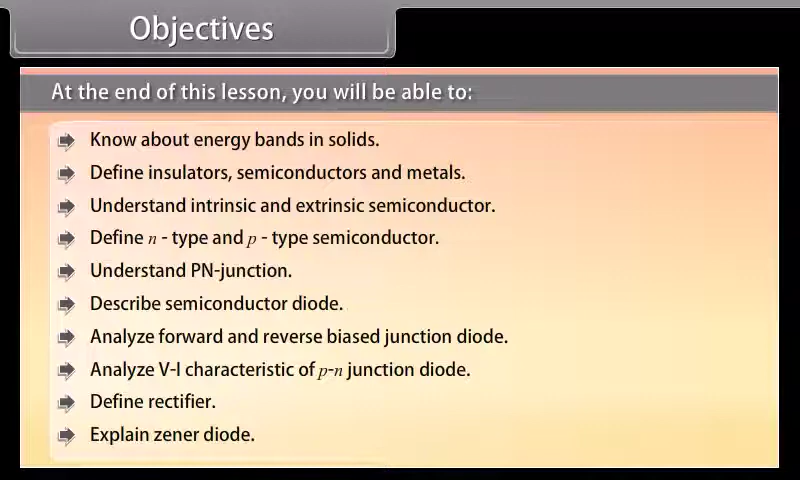 Objectives
At the end of this lesson, you will be able to:
Know about energy bands in solids.
Define insulators, semiconductors and metals.
Understand intrinsic and extrinsic semiconductor.
Define n - type and p - type semiconductor.
Understand PN-junction.
Describe semiconductor diode.
Analyze forward and reverse biased junction diode.
Analyze V-I characteristic of p-n junction diode.
Define rectifier.
Explain zener diode.